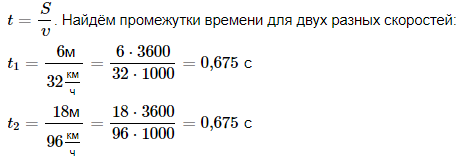 t = S/v. Найдём промежутки времени для двух разных скоростей:
t₁ = 6м / 32 км/ч = 6 · 3600 / 32 · 1000 = 0,675 с
t₂ = 18м / 96 км/ч = 18 · 3600 / 96 · 1000 = 0,675 с